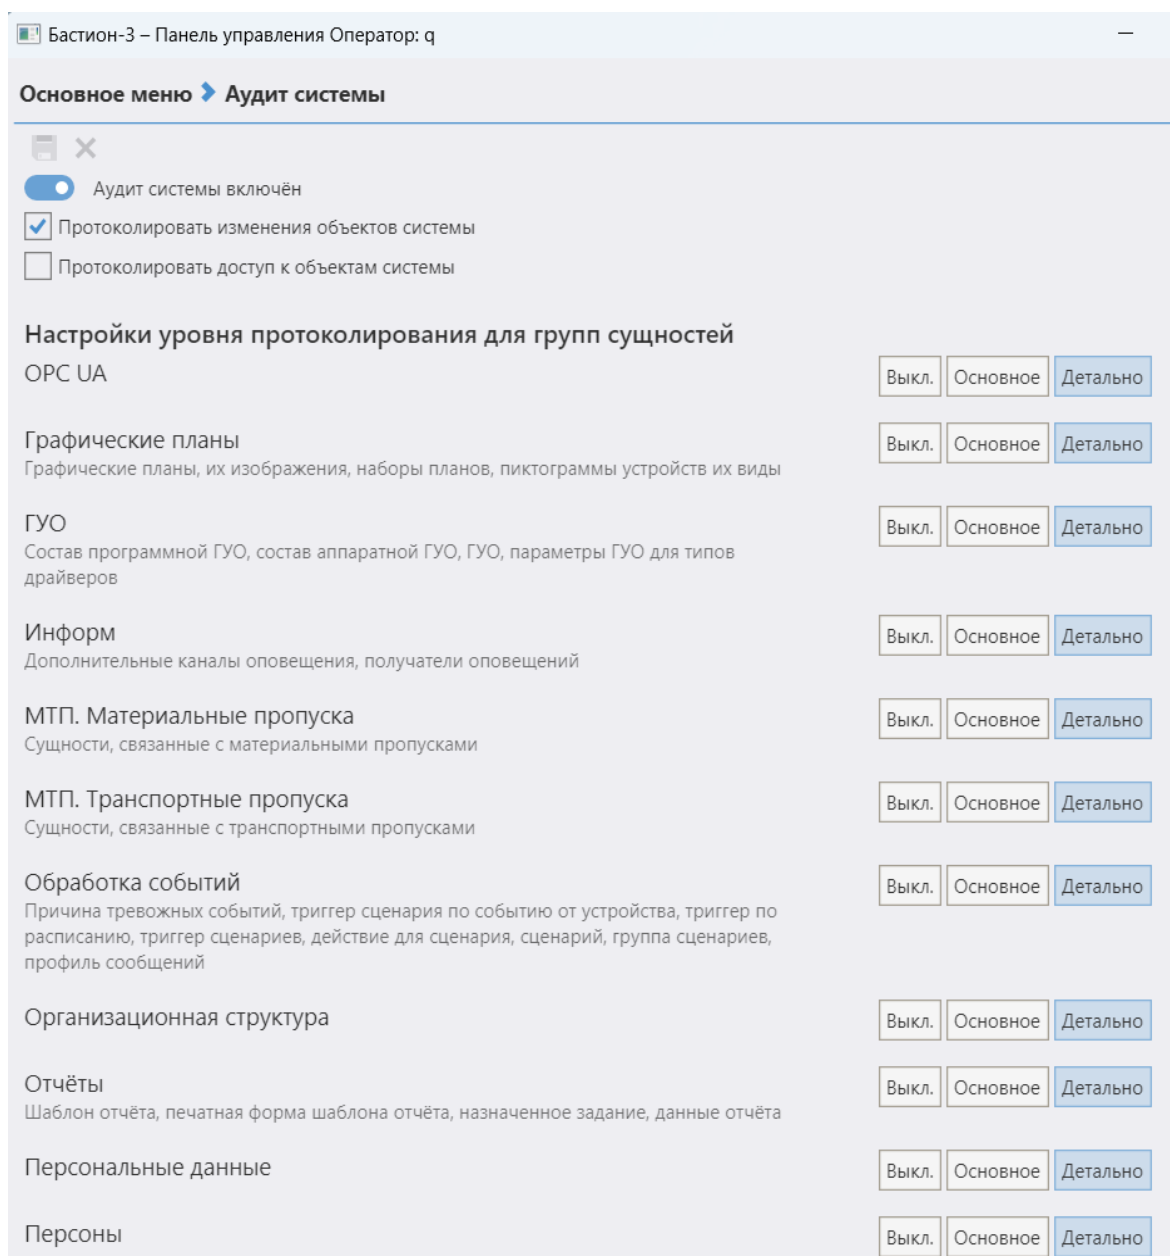 Бастион-3 – Панель управления Оператор: q
Основное меню Аудит системы
Аудит системы включён
Протоколировать изменения объектов системы
Протоколировать доступ к объектам системы
Настройки уровня протоколирования для групп сущностей
OPC UA
Выкл. Основное Детально
Графические планы
Выкл. Основное Детально
Графические планы, их изображения, наборы планов, пиктограммы устройств их виды
ГУО
Выкл. Основное Детально
Состав программной ГУО, состав аппаратной ГУО, ГУО, параметры ГУО для типов
драйверов
Информ
Выкл. Основное Детально
Дополнительные каналы оповещения, получатели оповещений
МТП. Материальные пропуска
Выкл. Основное Детально
Сущности, связанные с материальными пропусками
МТП. Транспортные пропуска
Выкл. Основное Детально
Сущности, связанные с транспортными пропусками
Обработка событий
Выкл. Основное Детально
Причина тревожных событий, триггер сценария по событию от устройства, триггер по
расписанию, триггер сценариев, действие для сценария, сценарий, группа сценариев,
профиль сообщений
Организационная структура
Выкл. Основное Детально
Отчёты
Выкл. Основное Детально
Шаблон отчёта, печатная форма шаблона отчёта, назначенное задание, данные отчёта
Персональные данные
Выкл. Основное Детально
Персоны
Выкл. Основное Детально